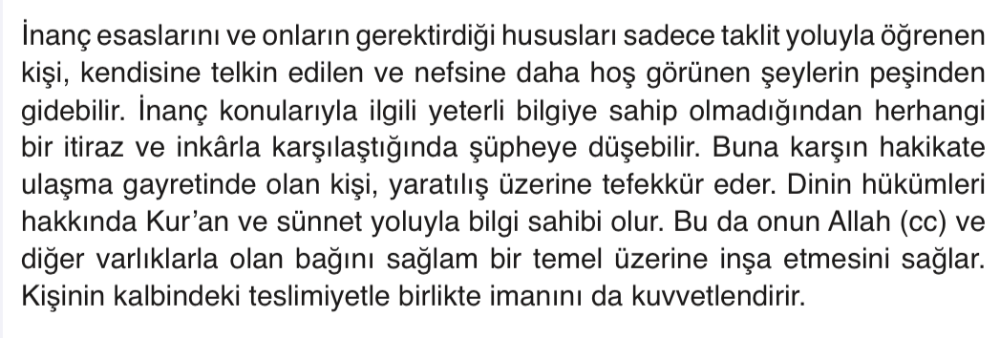 İnanç esaslarını ve onların gerektirdiği hususları sadece taklit yoluyla öğrenen
kişi, kendisine telkin edilen ve nefsine daha hoş görünen şeylerin peşinden
gidebilir. İnanç konularıyla ilgili yeterli bilgiye sahip olmadığından herhangi
bir itiraz ve inkârla karşılaştığında şüpheye düşebilir. Buna karşın hakikate
ulaşma gayretinde olan kişi, yaratılış üzerine tefekkür eder. Dinin hükümleri
hakkında Kur’an ve sünnet yoluyla bilgi sahibi olur. Bu da onun Allah (cc) ve
diğer varlıklarla olan bağını sağlam bir temel üzerine inşa etmesini sağlar.
Kişinin kalbindeki teslimiyetle birlikte imanını da kuvvetlendirir.